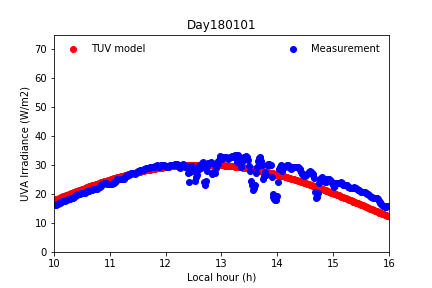 Day180101
TUV model
Measurement
70
60
50
40
30
20
10
0
UVA Irradiance (W/m2)
10 11 12 13 14 15 16
Local hour (h)